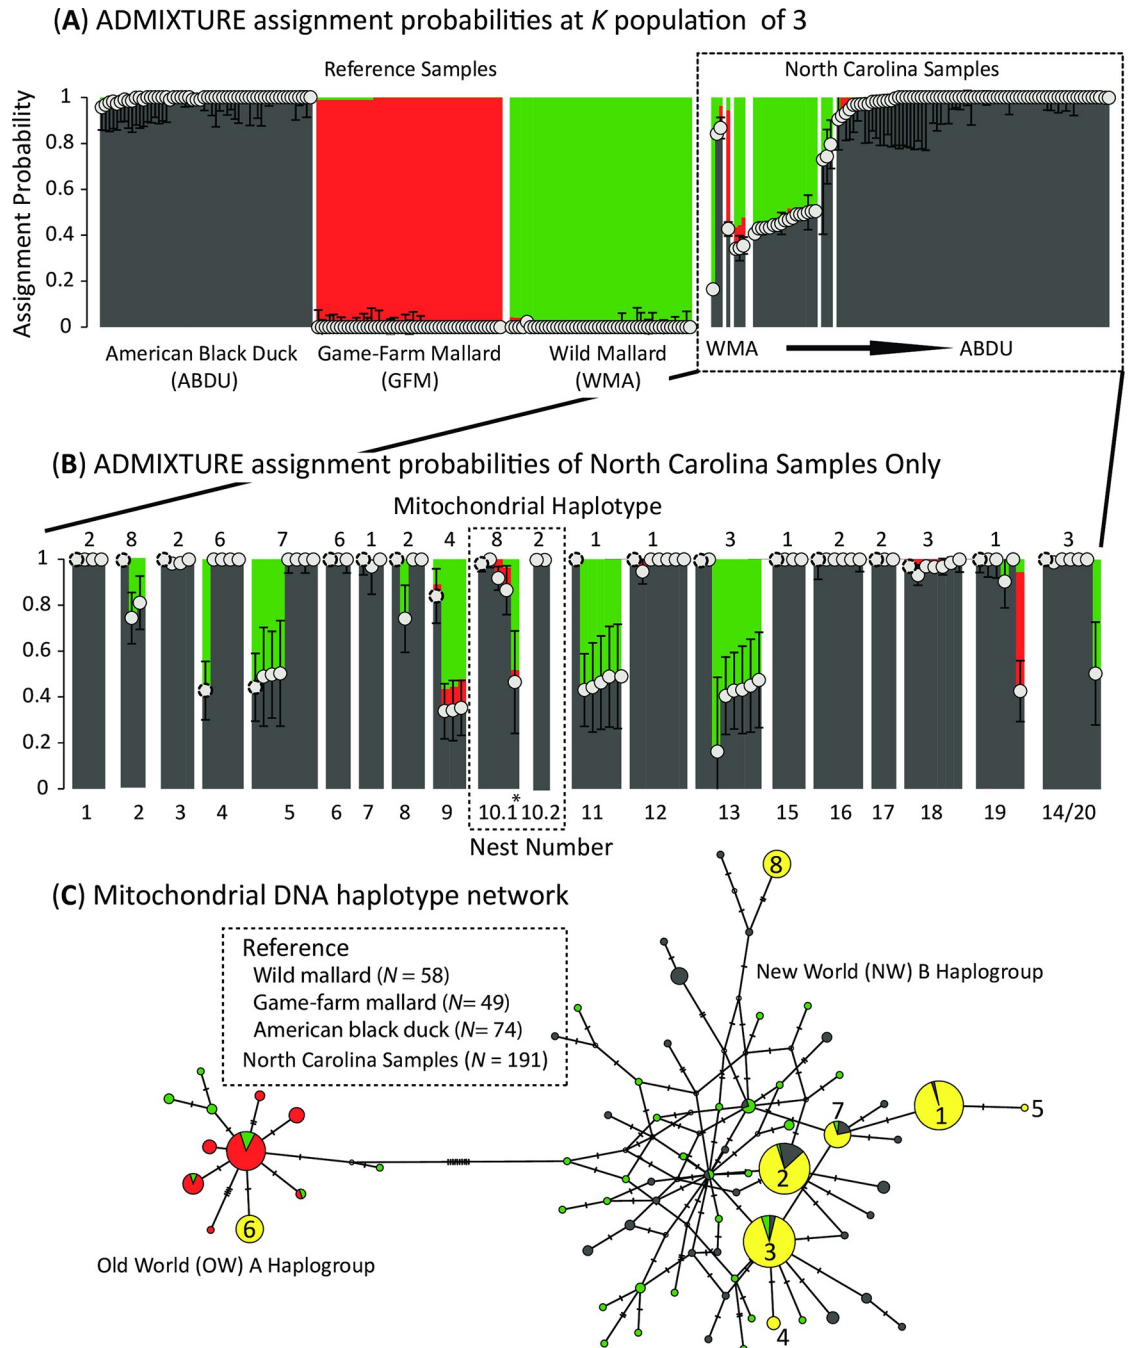 (A) ADMIXTURE assignment probabilities at K population of 3
Reference Samples
North Carolina Samples
Assignment Probability
1
0.8
0.6
0.4
0.2
0
American Black Duck
(ABDU)
Game-Farm Mallard
(GFM)
Wild Mallard
(WMA)
WMA
ABDU
(B) ADMIXTURE assignment probabilities of North Carolina Samples Only
Mitochondrial Haplotype
2 8 2 6 7 6 1 2 4 8 2 1 1 3 1 2 2 3 1 3
1
0.8
0.6
0.4
0.2
0
1 2 3 4 5 6 7 8 9 10.1* 10.2 11 12 13 15 16 17 18 19 14/20
Nest Number
(C) Mitochondrial DNA haplotype network
Reference
Wild mallard (N = 58)
Game-farm mallard (N= 49)
American black duck (N= 74)
North Carolina Samples (N = 191)
8
New World (NW) B Haplogroup
7
1
5
2
6
3
4
Old World (OW) A Haplogroup